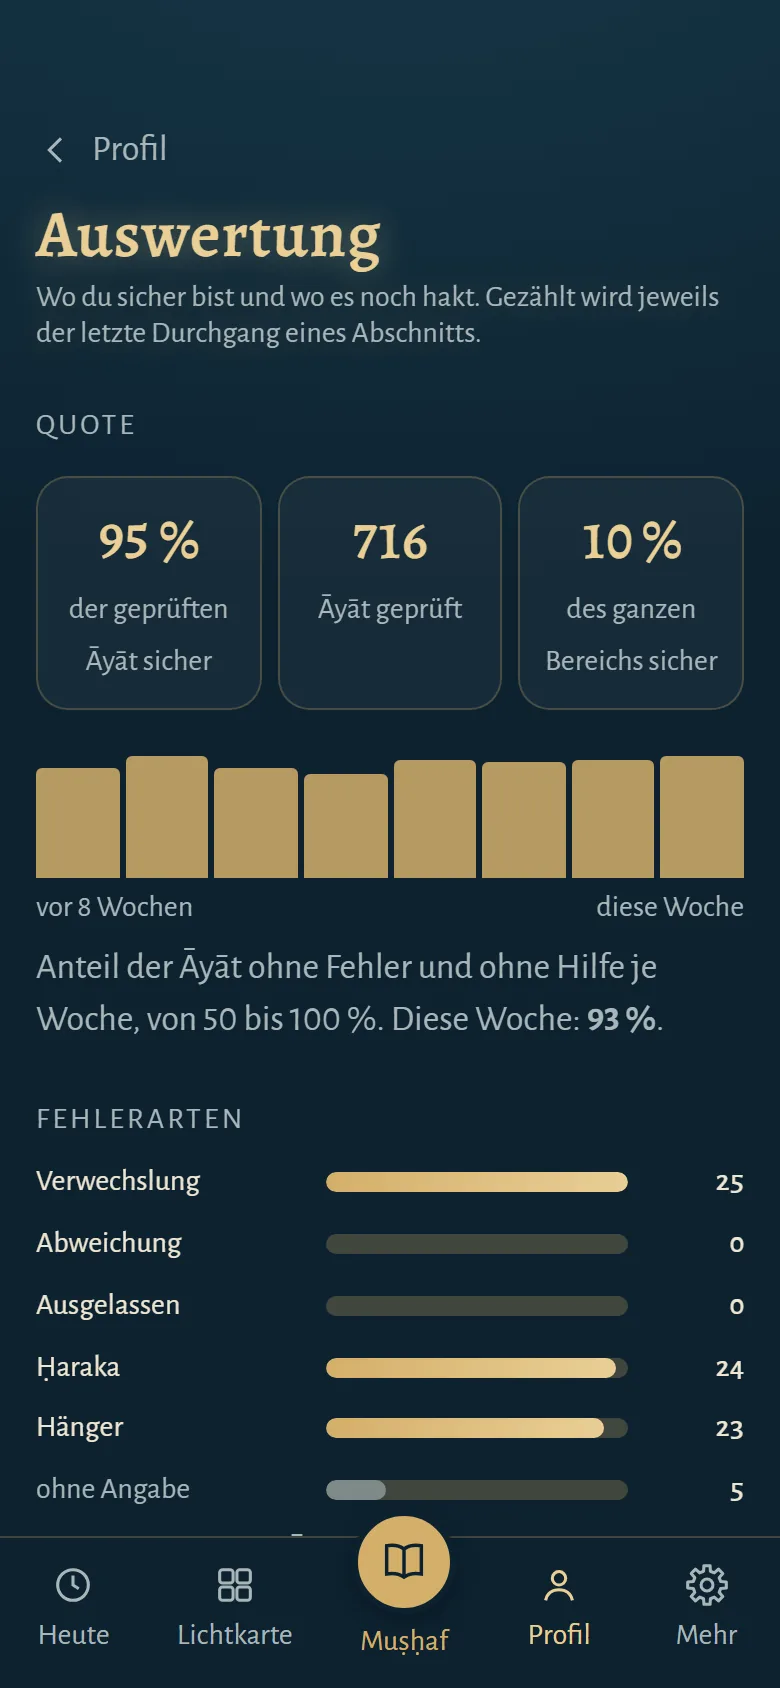 Profil
Auswertung
Wo du sicher bist und wo es noch hakt. Gezählt wird jeweils
der letzte Durchgang eines Abschnitts.
QUOTE
95 %
der geprüften
Āyāt sicher
716
Āyāt geprüft
10 %
des ganzen
Bereichs sicher
vor 8 Wochen
diese Woche
Anteil der Āyāt ohne Fehler und ohne Hilfe je
Woche, von 50 bis 100 %. Diese Woche: 93 %.
FEHLERARTEN
Verwechslung 25
Abweichung 0
Ausgelassen 0
Ḥaraka 24
Hänger 23
ohne Angabe 5
Heute
Lichtkarte
Muṣḥaf
Profil
Mehr